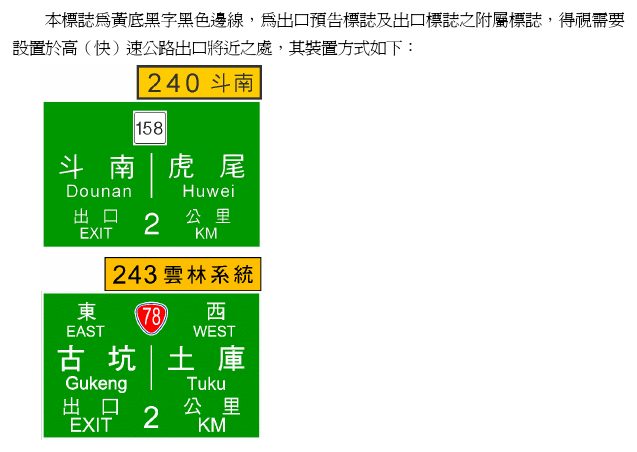 本標誌為黃底黑字黑色邊線，為出口預告標誌及出口標誌之附屬標誌，得視需要
設置於高（快）速公路出口將近之處，其裝置方式如下：
240 斗南
158
斗南 虎尾
Dounan Huwei
出口 2 公里
EXIT KM
243 雲林系統
東 78 西
EAST WEST
古坑 土庫
Gukeng Tuku
出口 2 公里
EXIT KM